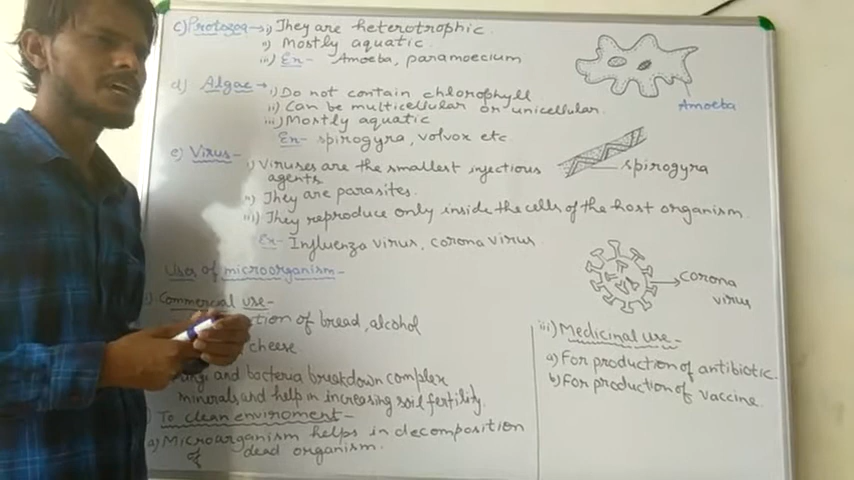 c) Protozoa → i) They are heterotrophic.
ii) Mostly aquatic.
iii) Ex- Amoeba, paramoecium
Amoeba
d) Algae → i) Do not contain chlorophyll.
ii) Can be multicellular or unicellular.
iii) Mostly aquatic
Ex- spirogyra, volvox etc.
spirogyra
e) Virus- i) Viruses are the smallest injectious
agents
ii) They are parasites.
iii) They reproduce only inside the cells of the host organism.
Ex- Influenza virus, corona virus
corona
virus
Uses of microorganism-
i) Commercial use-
of bread, alcohol
cheese
Fungi and bacteria breakdown complex
minerals and help in increasing soil fertility.
) To clean enviroment-
a) Microarganism helps in decomposition
of dead organism.
iii) Medicinal use-
a) For production of antibiotic.
b) For production of vaccine.